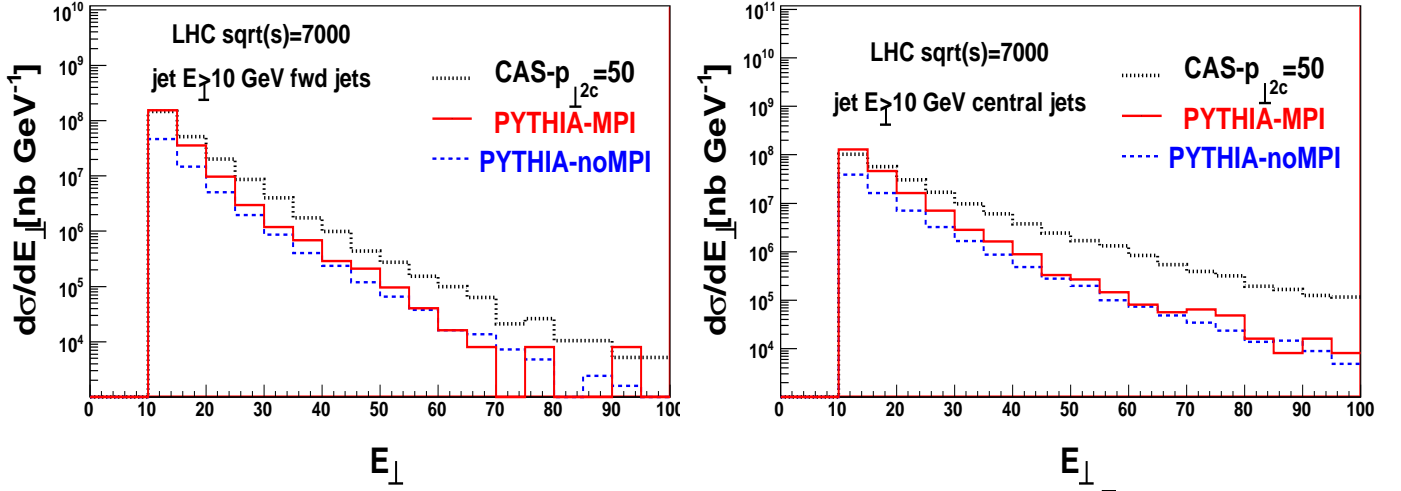 LHC sqrt(s)=7000
jet E⊥>10 GeV fwd jets
CAS-p⊥2c=50
PYTHIA-MPI
PYTHIA-noMPI
dσ/dE⊥[nb GeV⁻¹]
10¹⁰
10⁹
10⁸
10⁷
10⁶
10⁵
10⁴
0 10 20 30 40 50 60 70 80 90 100
E⊥
LHC sqrt(s)=7000
jet E⊥>10 GeV central jets
CAS-p⊥2c=50
PYTHIA-MPI
PYTHIA-noMPI
dσ/dE⊥[nb GeV⁻¹]
10¹¹
10¹⁰
10⁹
10⁸
10⁷
10⁶
10⁵
10⁴
0 10 20 30 40 50 60 70 80 90 100
E⊥